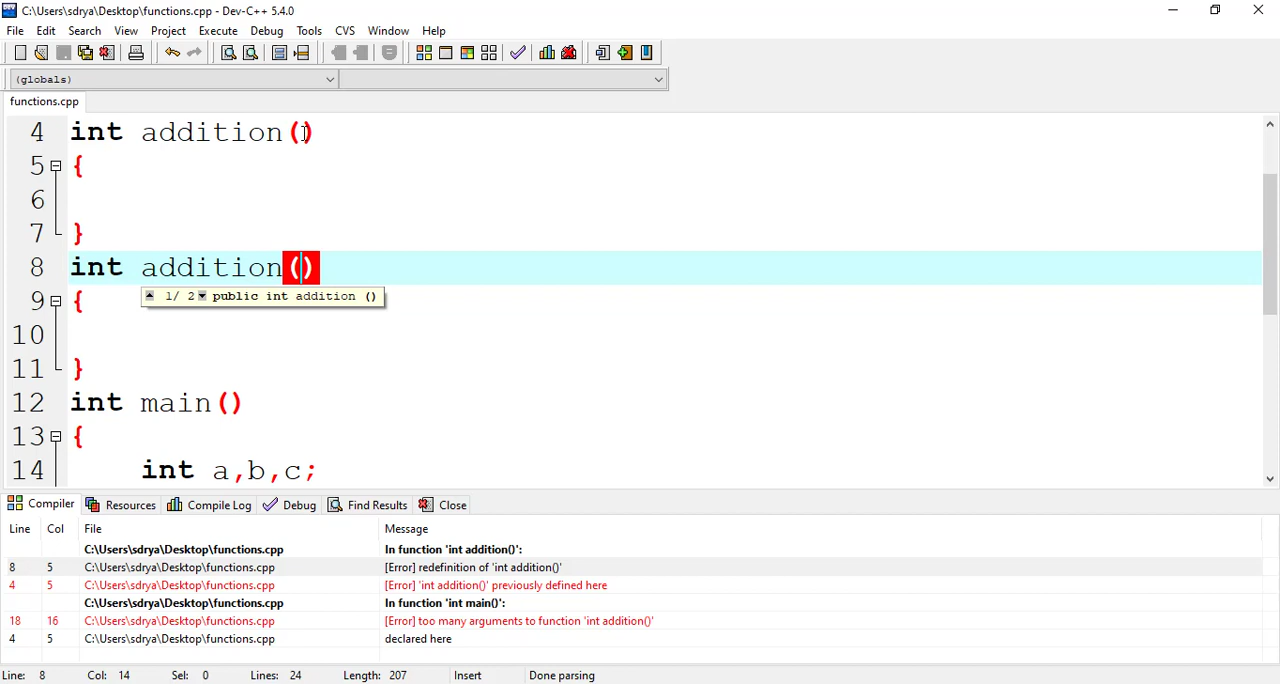 C:\Users\sdrya\Desktop\functions.cpp - Dev-C++ 5.4.0
File Edit Search View Project Execute Debug Tools CVS Window Help
(globals)
functions.cpp
4 int addition()
5 {
6
7 }
8 int addition()
1/ 2 public int addition ()
9 {
10
11 }
12 int main()
13 {
14 int a,b,c;
Compiler Resources Compile Log Debug Find Results Close
Line Col File Message
C:\Users\sdrya\Desktop\functions.cpp In function 'int addition()':
8 5 C:\Users\sdrya\Desktop\functions.cpp [Error] redefinition of 'int addition()'
4 5 C:\Users\sdrya\Desktop\functions.cpp [Error] 'int addition()' previously defined here
C:\Users\sdrya\Desktop\functions.cpp In function 'int main()':
18 16 C:\Users\sdrya\Desktop\functions.cpp [Error] too many arguments to function 'int addition()'
4 5 C:\Users\sdrya\Desktop\functions.cpp declared here
Line: 8 Col: 14 Sel: 0 Lines: 24 Length: 207 Insert Done parsing